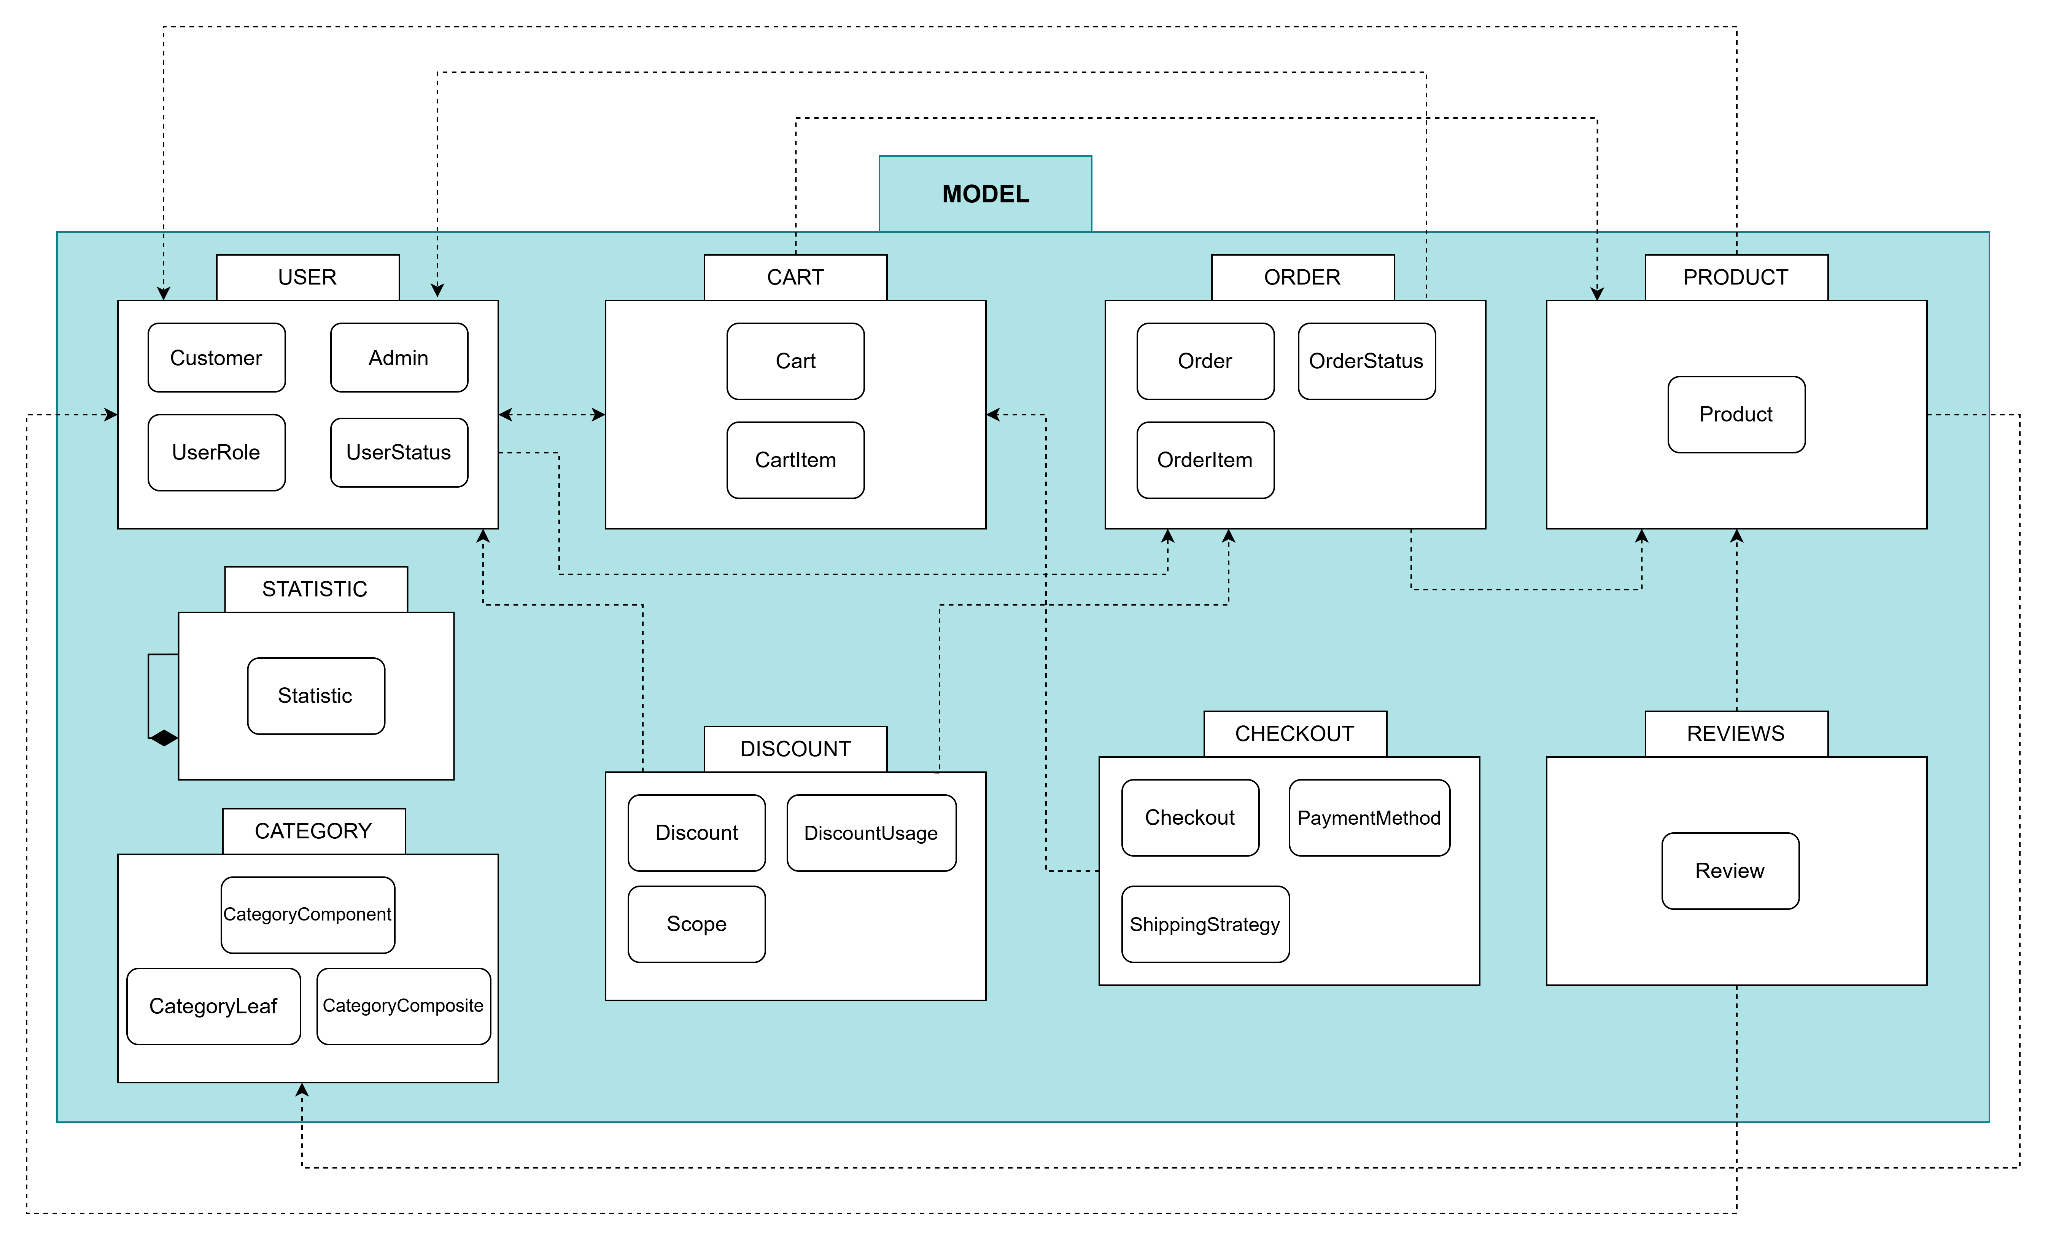 MODEL
USER
CART
ORDER
PRODUCT
Customer
Admin
UserRole
UserStatus
Cart
CartItem
Order
OrderStatus
OrderItem
Product
STATISTIC
Statistic
CATEGORY
CategoryComponent
CategoryLeaf
CategoryComposite
DISCOUNT
Discount
DiscountUsage
Scope
CHECKOUT
Checkout
PaymentMethod
ShippingStrategy
REVIEWS
Review